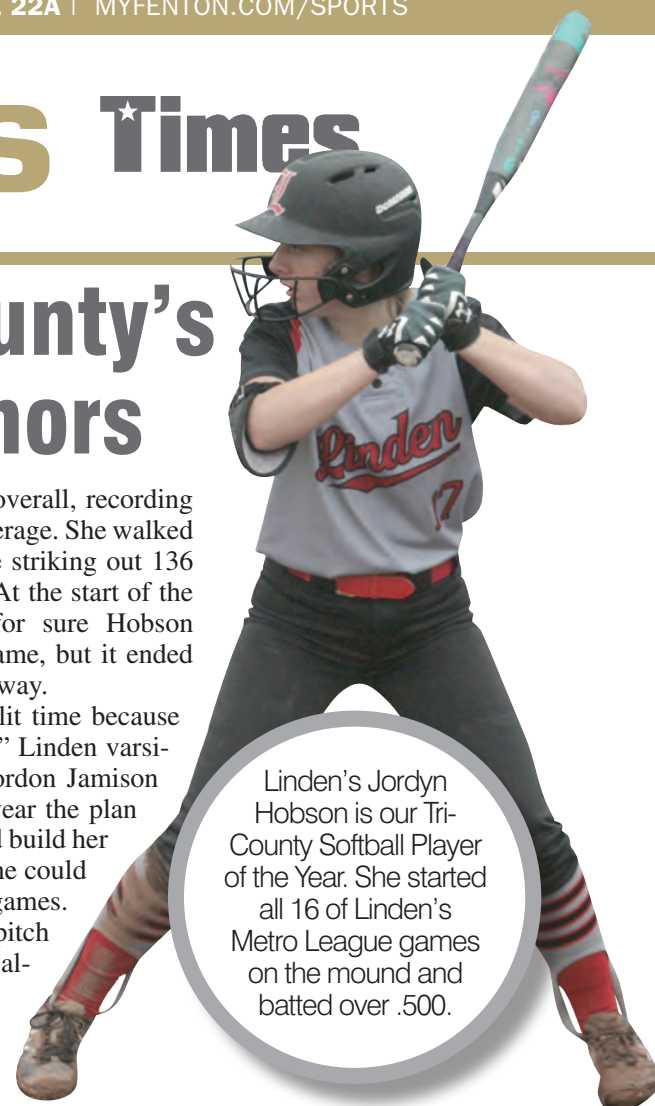 22A | MYFENTON.COM/SPORTS
s Times
unty's
nors
overall, recording
erage. She walked
e striking out 136
At the start of the
for sure Hobson
ame, but it ended
way.
lit time because
” Linden varsi-
ordon Jamison
year the plan
build her
he could
games.
pitch
al-
L
Linden
17
Linden's Jordyn
Hobson is our Tri-
County Softball Player
of the Year. She started
all 16 of Linden's
Metro League games
on the mound and
batted over .500.